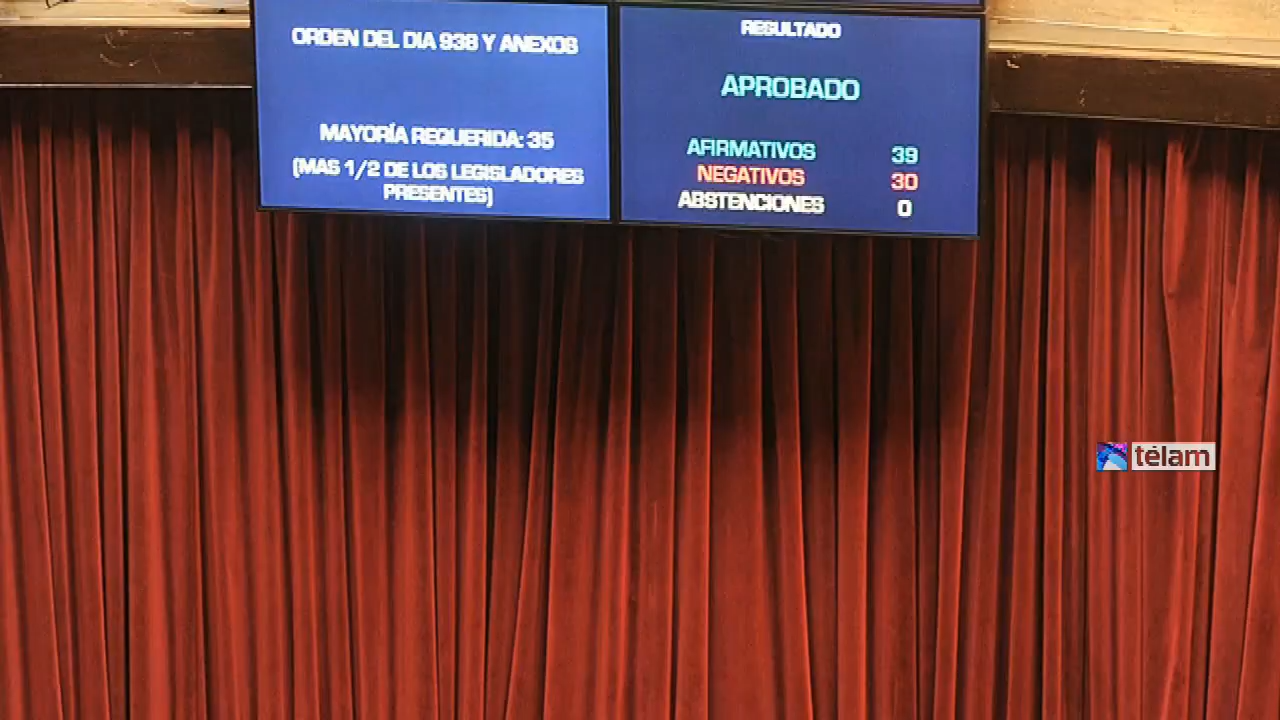 ORDEN DEL DIA 938 Y ANEXOS
MAYORÍA REQUERIDA: 35
(MAS 1/2 DE LOS LEGISLADORES
PRESENTES)
RESULTADO
APROBADO
AFIRMATIVOS 39
NEGATIVOS 30
ABSTENCIONES 0
télam